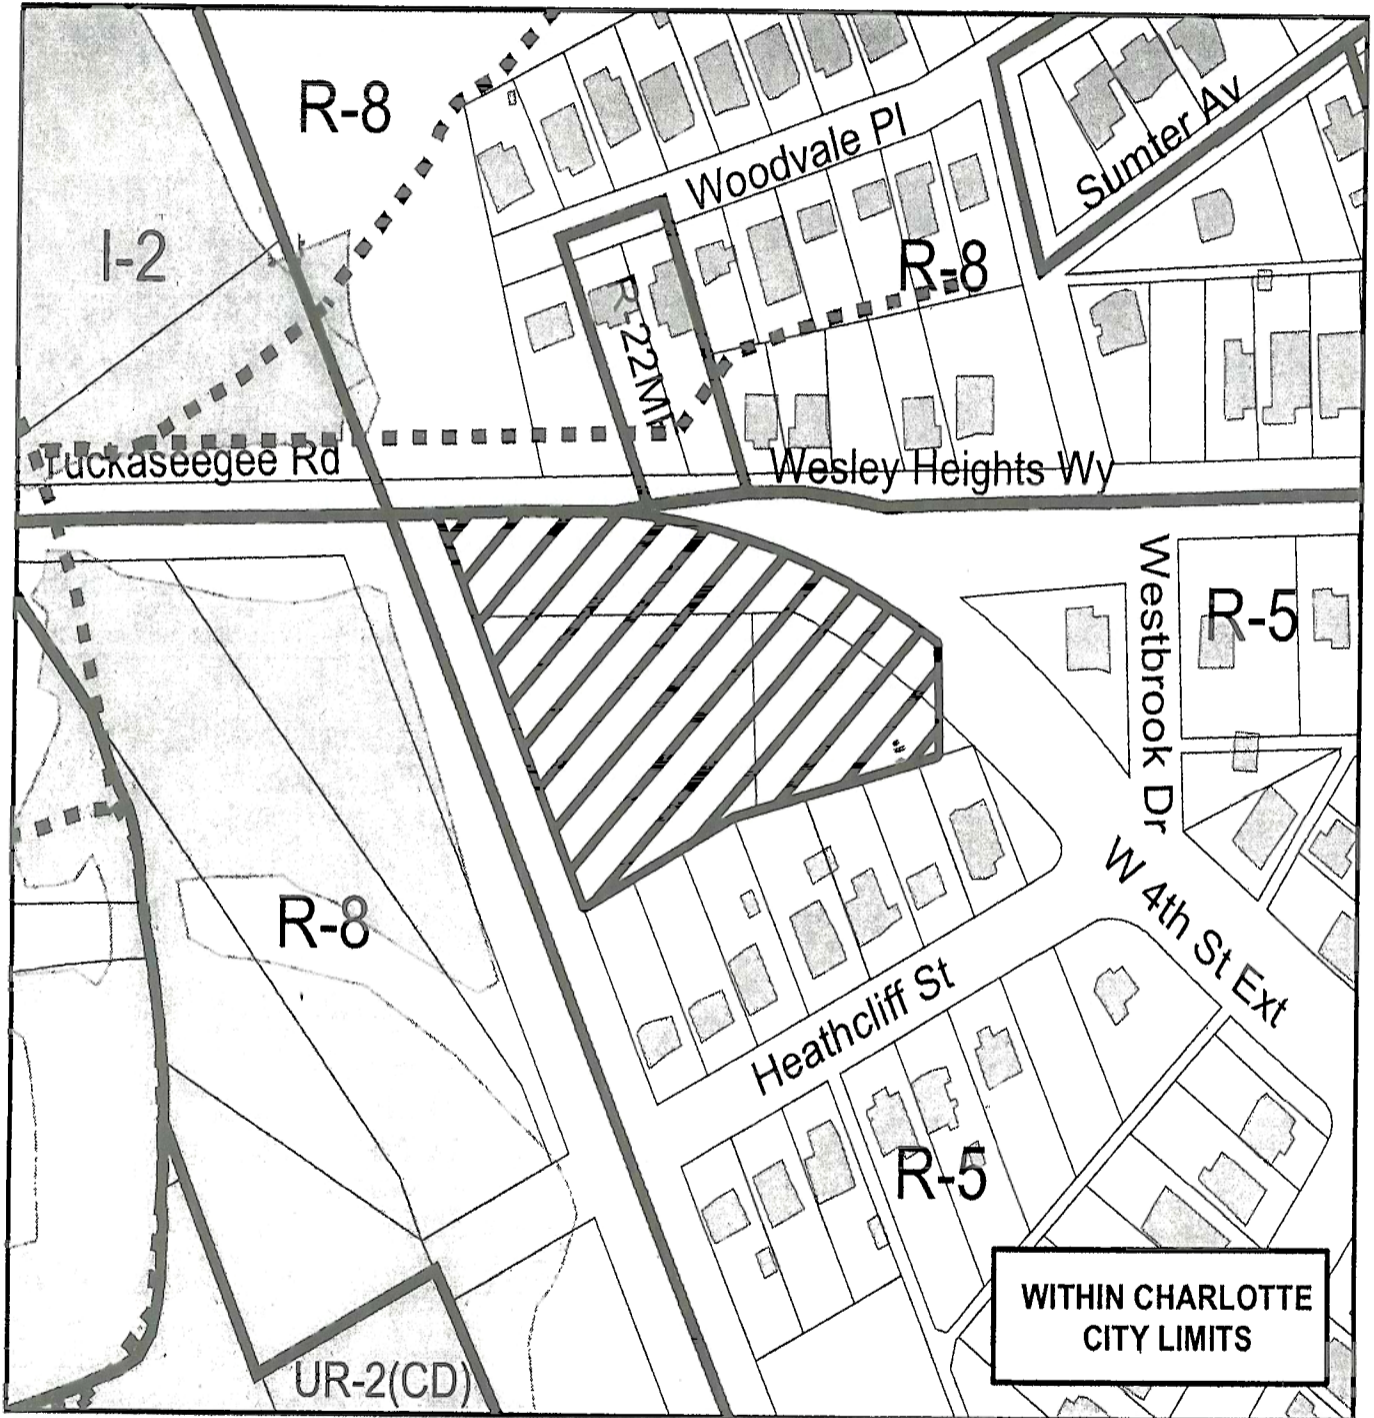 R-8
Sumter Av
Woodvale Pl
I-2
R-8
R-22MF
Tuckaseegee Rd
Wesley Heights Wy
Westbrook Dr
R-5
W 4th St Ext
R-8
Heathcliff St
R-5
WITHIN CHARLOTTE
CITY LIMITS
UR-2(CD)